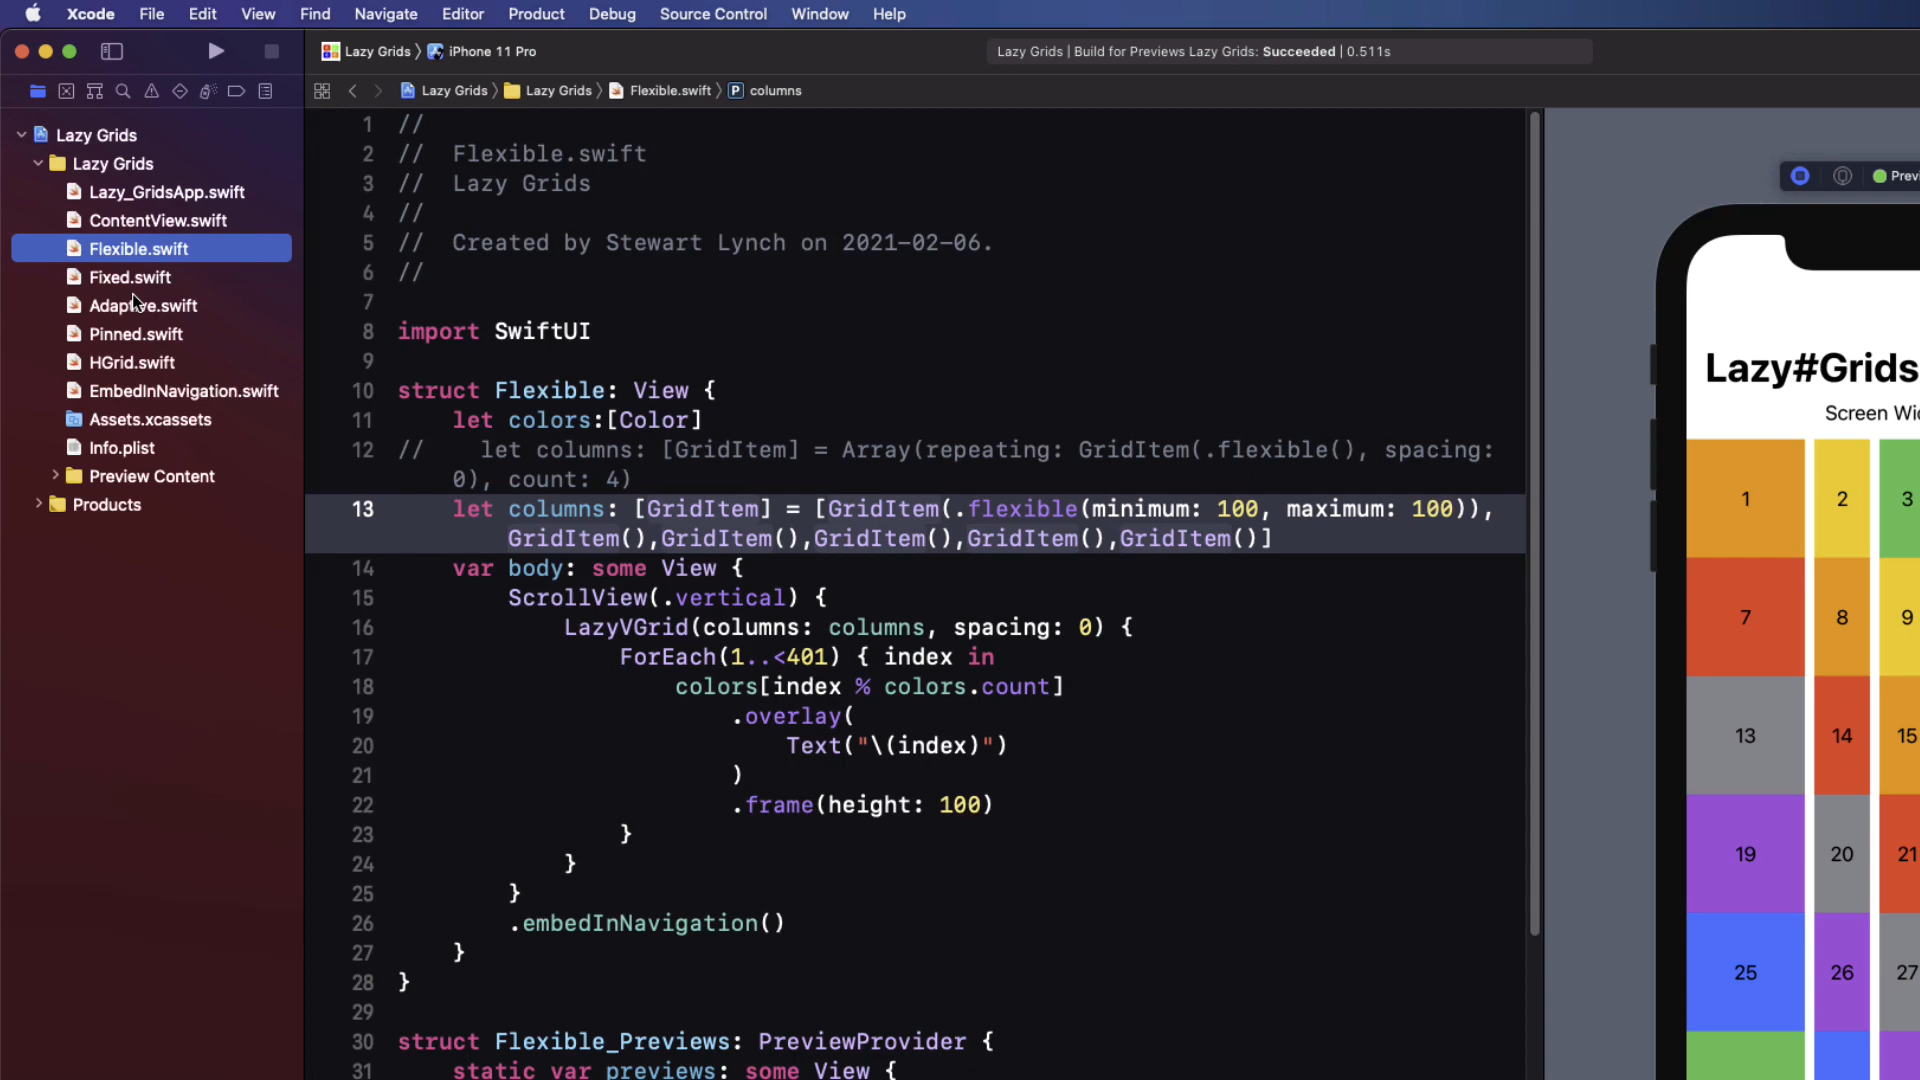 Xcode File Edit View Find Navigate Editor Product Debug Source Control Window Help
Lazy Grids 〉 iPhone 11 Pro
Lazy Grids | Build for Previews Lazy Grids: Succeeded | 0.511s
Lazy Grids 〉 Lazy Grids 〉 Flexible.swift 〉 P columns
Lazy Grids
Lazy Grids
Lazy_GridsApp.swift
ContentView.swift
Flexible.swift
Fixed.swift
Adaptive.swift
Pinned.swift
HGrid.swift
EmbedInNavigation.swift
Assets.xcassets
Info.plist
Preview Content
Products
1 //
2 //  Flexible.swift
3 //  Lazy Grids
4 //
5 //  Created by Stewart Lynch on 2021-02-06.
6 //
7
8 import SwiftUI
9
10 struct Flexible: View {
11     let colors:[Color]
12 //    let columns: [GridItem] = Array(repeating: GridItem(.flexible(), spacing:
0), count: 4)
13     let columns: [GridItem] = [GridItem(.flexible(minimum: 100, maximum: 100)),
GridItem(),GridItem(),GridItem(),GridItem(),GridItem()]
14     var body: some View {
15         ScrollView(.vertical) {
16             LazyVGrid(columns: columns, spacing: 0) {
17                 ForEach(1..<401) { index in
18                     colors[index % colors.count]
19                         .overlay(
20                             Text("\(index)")
21                         )
22                         .frame(height: 100)
23                 }
24             }
25         }
26         .embedInNavigation()
27     }
28 }
29
30 struct Flexible_Previews: PreviewProvider {
31     static var previews: some View {
Previ
Lazy#Grids
Screen Wi
1 2 3
7 8 9
13 14 15
19 20 21
25 26 27